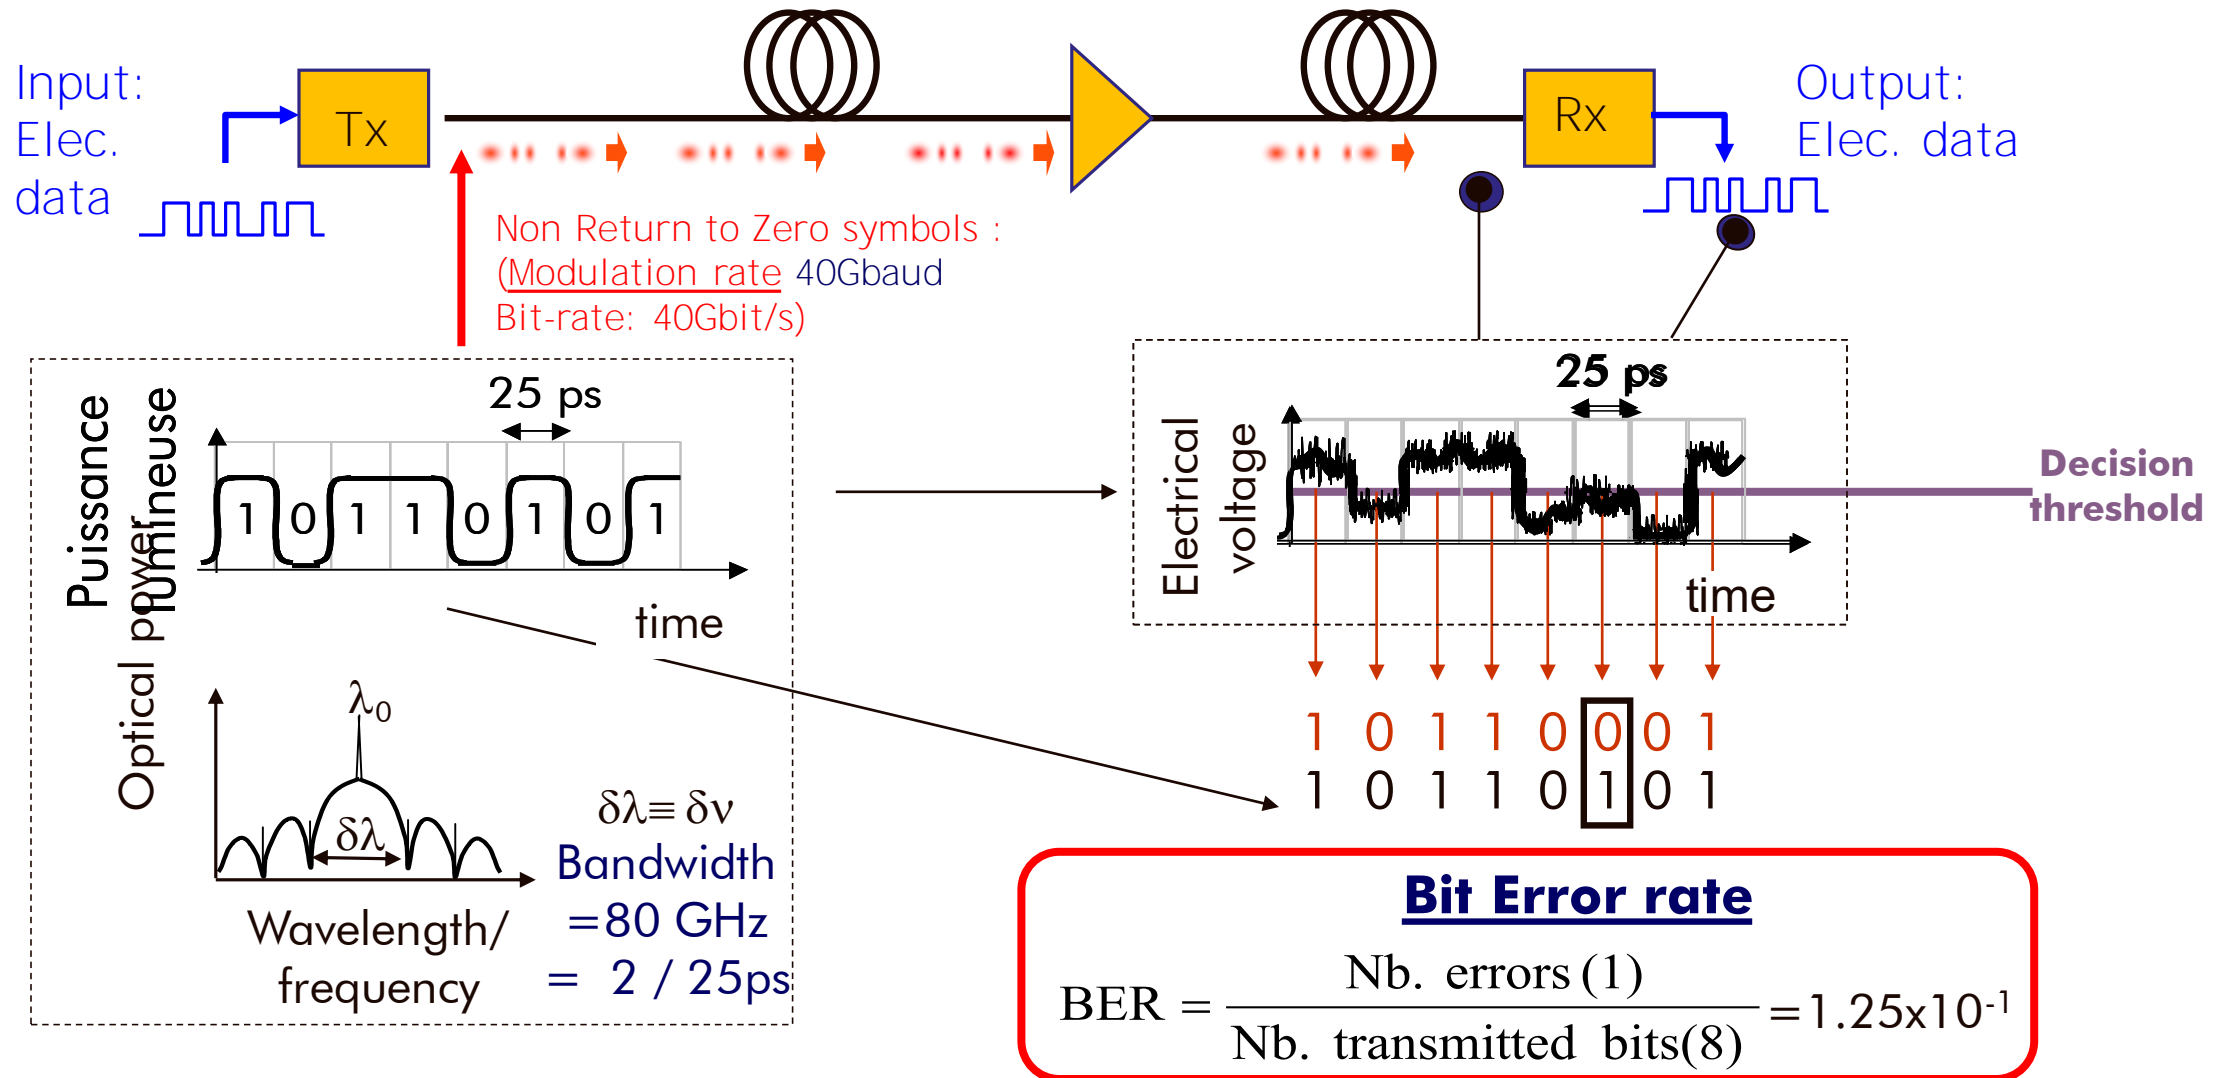 Input:
Elec.
data
Tx
Rx
Output:
Elec. data
Non Return to Zero symbols :
(Modulation rate 40Gbaud
Bit-rate: 40Gbit/s)
Puissance
lumineuse
Optical power
25 ps
1 0 1 1 0 1 0 1
time
λ0
δλ
Wavelength/
frequency
δλ≡ δν
Bandwidth
=80 GHz
= 2 / 25ps
Electrical
voltage
25 ps
time
Decision
threshold
1 0 1 1 0 0 0 1
1 0 1 1 0 1 0 1
Bit Error rate
BER = Nb. errors (1) =1.25x10-1
Nb. transmitted bits(8)